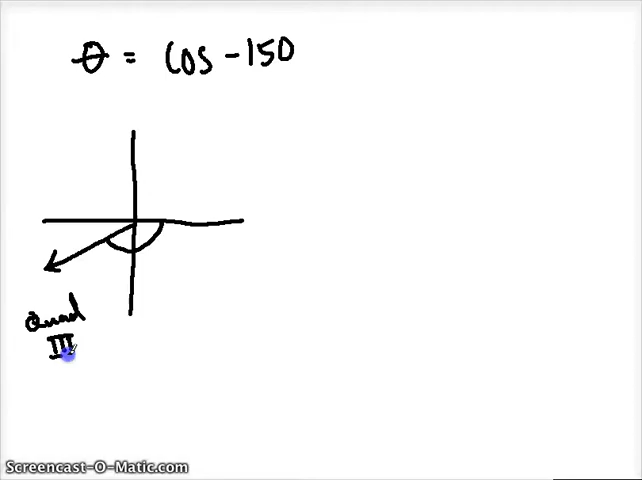 θ = cos -150
Quad
III
Screencast-O-Matic.com